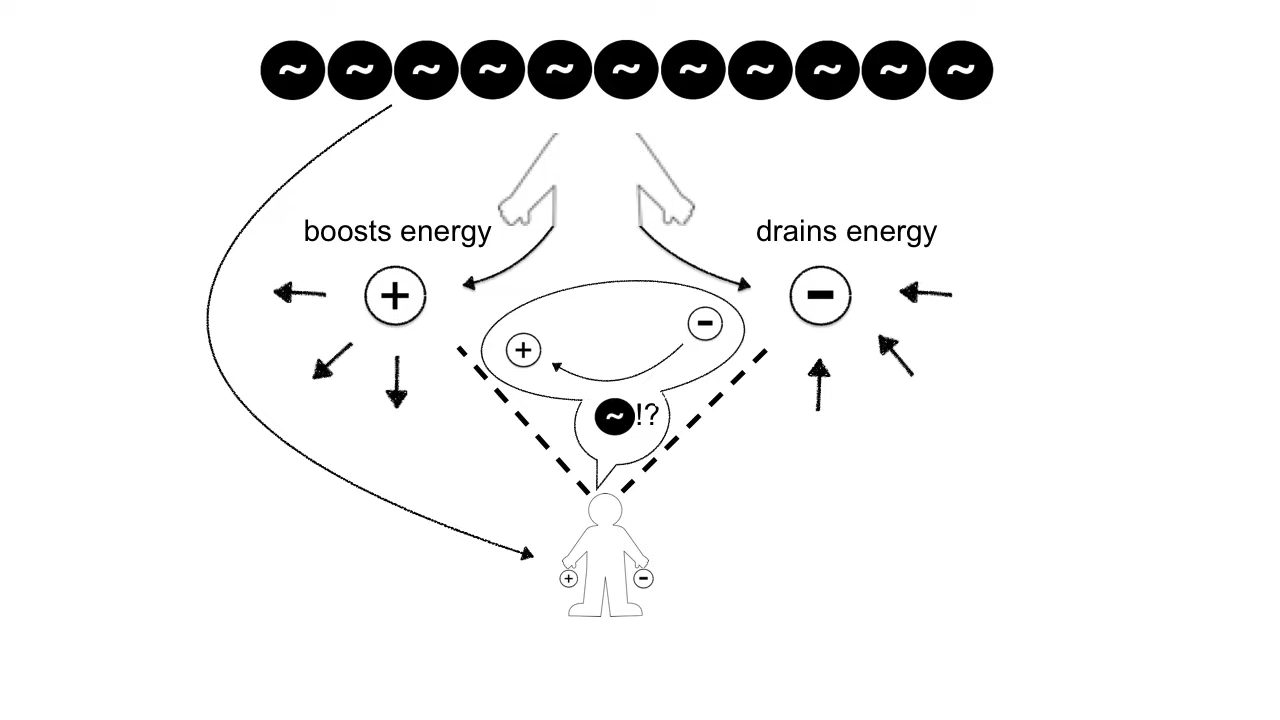 ~ ~ ~ ~ ~ ~ ~ ~ ~ ~ ~
boosts energy
drains energy
+
-
-
+
~!?
+
-